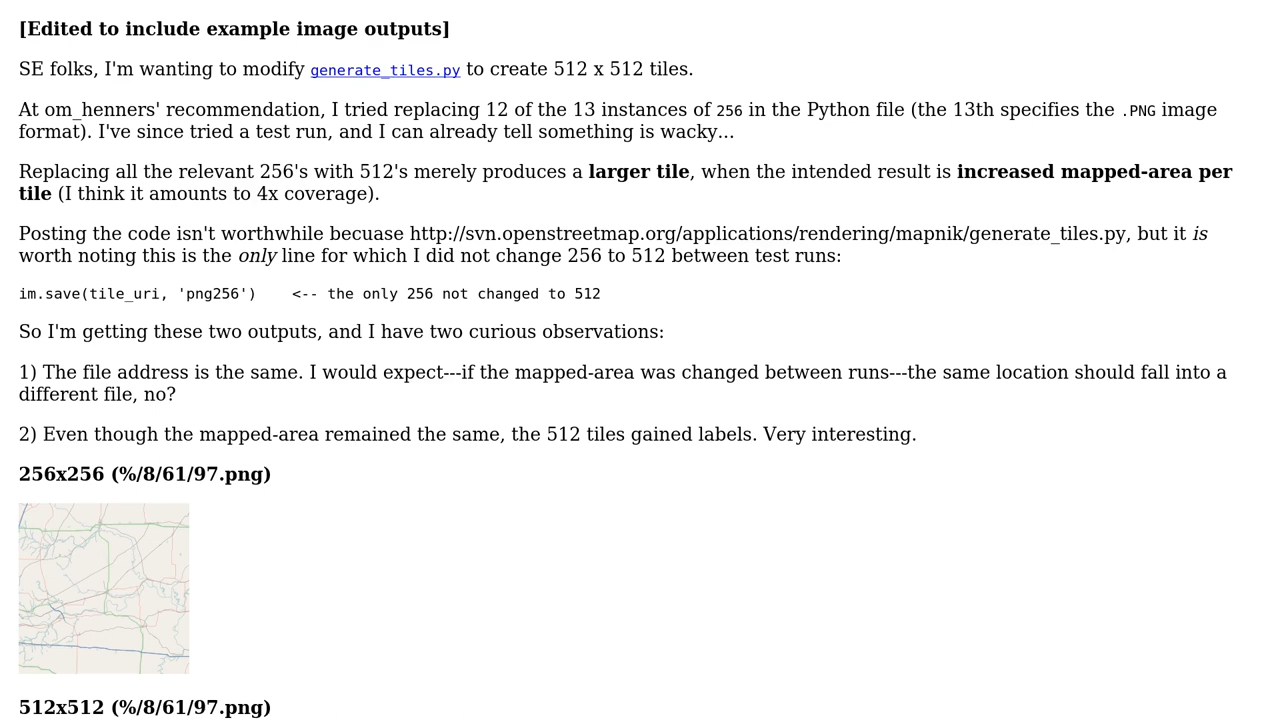 [Edited to include example image outputs]
SE folks, I'm wanting to modify generate_tiles.py to create 512 x 512 tiles.
At om_henners' recommendation, I tried replacing 12 of the 13 instances of 256 in the Python file (the 13th specifies the .PNG image
format). I've since tried a test run, and I can already tell something is wacky...
Replacing all the relevant 256's with 512's merely produces a larger tile, when the intended result is increased mapped-area per
tile (I think it amounts to 4x coverage).
Posting the code isn't worthwhile becuase http://svn.openstreetmap.org/applications/rendering/mapnik/generate_tiles.py, but it is
worth noting this is the only line for which I did not change 256 to 512 between test runs:
im.save(tile_uri, 'png256')    <-- the only 256 not changed to 512
So I'm getting these two outputs, and I have two curious observations:
1) The file address is the same. I would expect---if the mapped-area was changed between runs---the same location should fall into a
different file, no?
2) Even though the mapped-area remained the same, the 512 tiles gained labels. Very interesting.
256x256 (%/8/61/97.png)
512x512 (%/8/61/97.png)